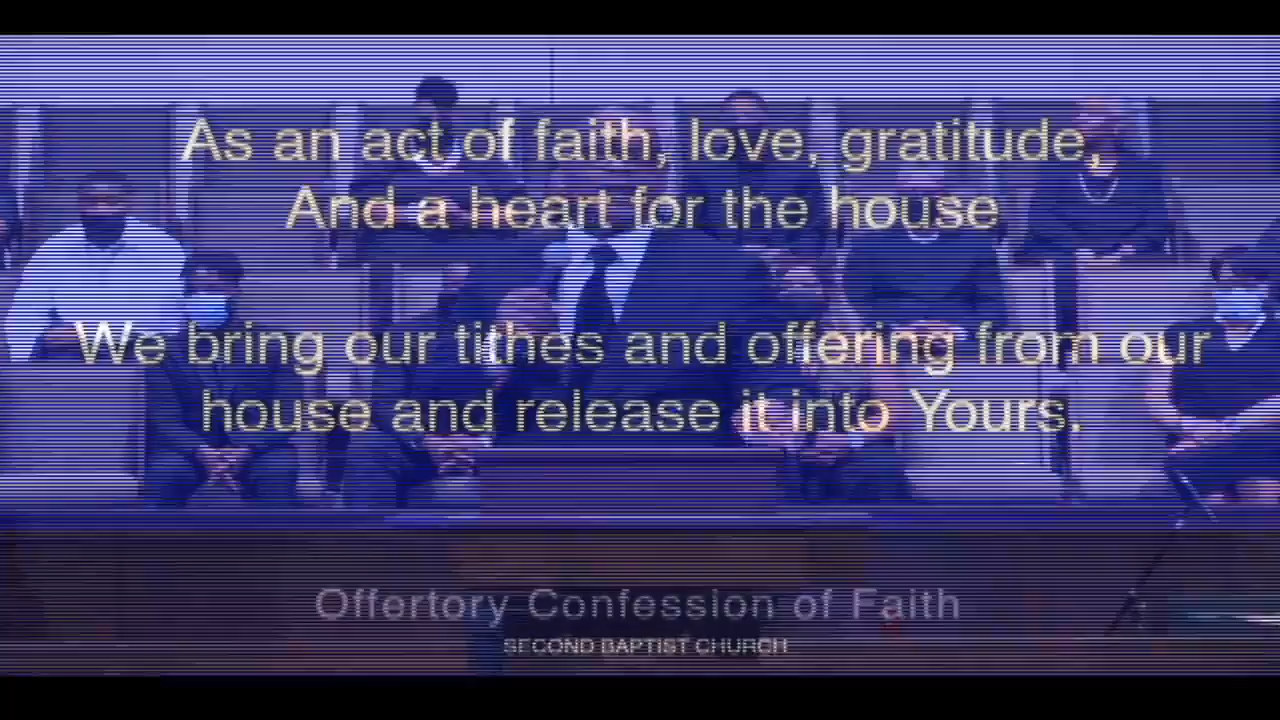 As an act of faith, love, gratitude,
And a heart for the house
We bring our tithes and offering from our
house and release it into Yours.
Offertory Confession of Faith
SECOND BAPTIST CHURCH